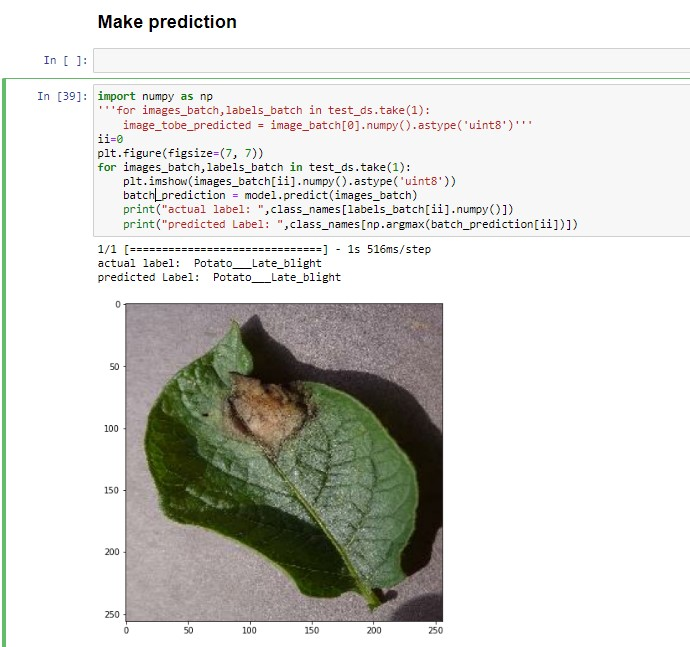 Make prediction
In [ ]:
In [39]:
import numpy as np
'''for images_batch,labels_batch in test_ds.take(1):
    image_tobe_predicted = image_batch[0].numpy().astype('uint8')'''
ii=0
plt.figure(figsize=(7, 7))
for images_batch,labels_batch in test_ds.take(1):
    plt.imshow(images_batch[ii].numpy().astype('uint8'))
    batch_prediction = model.predict(images_batch)
    print("actual label: ",class_names[labels_batch[ii].numpy()])
    print("predicted Label: ",class_names[np.argmax(batch_prediction[ii])])
1/1 [==============================] - 1s 516ms/step
actual label:  Potato___Late_blight
predicted Label:  Potato___Late_blight
0
50
100
150
200
250
0 50 100 150 200 250